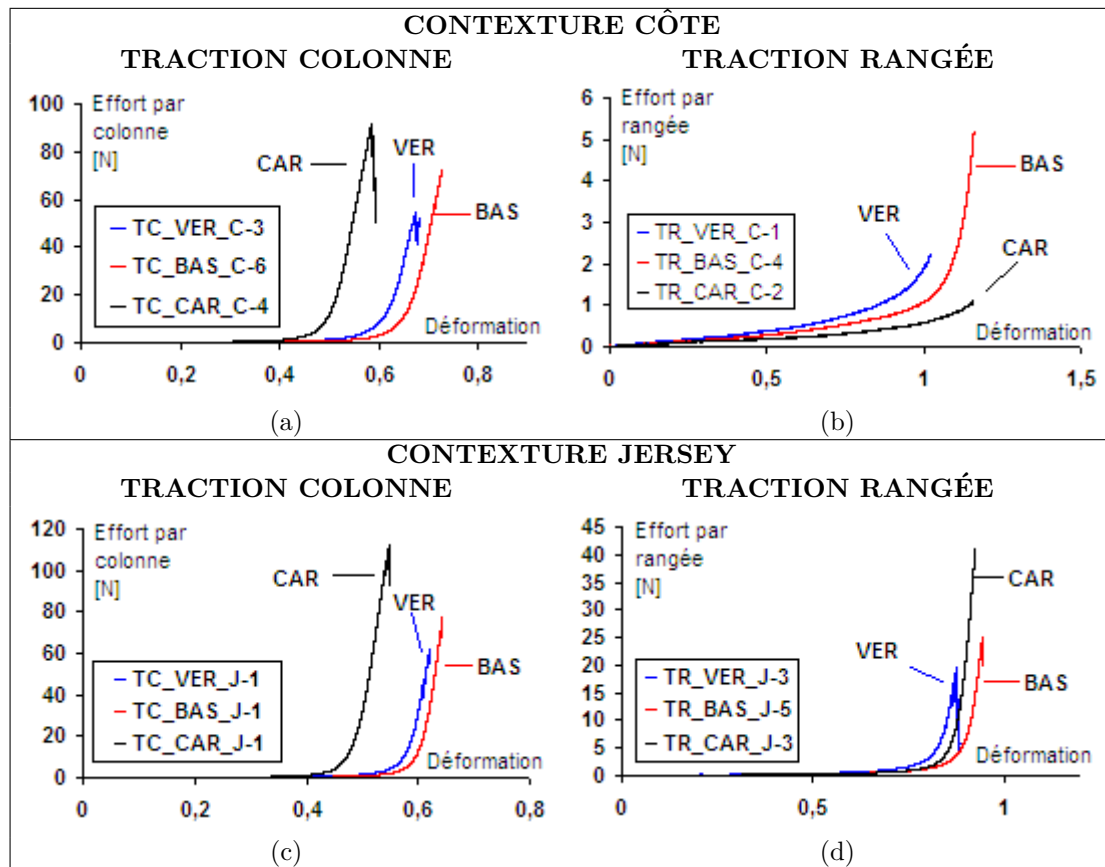 CONTEXTURE CÔTE
TRACTION COLONNE
TRACTION RANGÉE
Effort par
colonne
[N]
100
80
60
40
20
0
0
0,2
0,4
0,6
0,8
CAR
VER
BAS
TC_VER_C-3
TC_BAS_C-6
TC_CAR_C-4
Déformation
(a)
Effort par
rangée
[N]
6
5
4
3
2
1
0
0
0,5
1
1,5
BAS
VER
CAR
TR_VER_C-1
TR_BAS_C-4
TR_CAR_C-2
Déformation
(b)
CONTEXTURE JERSEY
TRACTION COLONNE
TRACTION RANGÉE
Effort par
colonne
[N]
120
100
80
60
40
20
0
0
0,2
0,4
0,6
0,8
CAR
VER
BAS
TC_VER_J-1
TC_BAS_J-1
TC_CAR_J-1
Déformation
(c)
Effort par
rangée
[N]
45
40
35
30
25
20
15
10
5
0
0
0,5
1
CAR
VER
BAS
TR_VER_J-3
TR_BAS_J-5
TR_CAR_J-3
Déformation
(d)